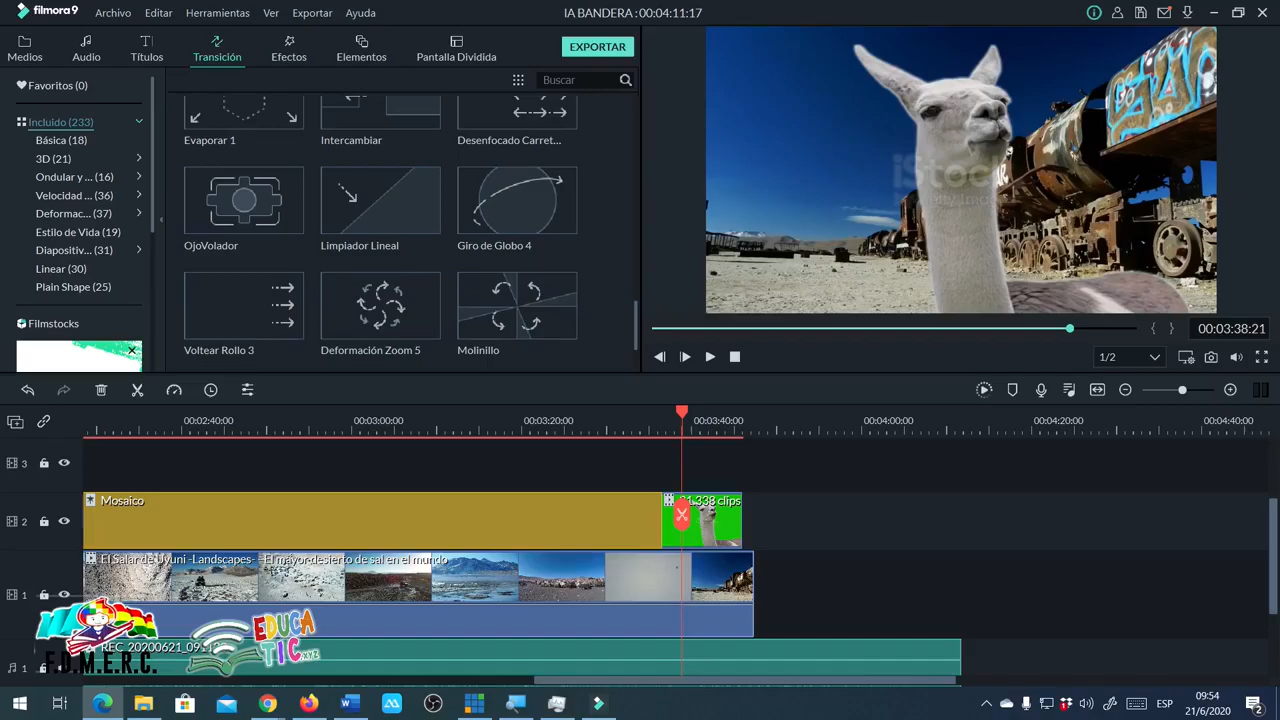 filmora 9
Archivo Editar Herramientas Ver Exportar Ayuda
IA BANDERA : 00:04:11:17
Medios Audio Títulos Transición Efectos Elementos Pantalla Dividida
EXPORTAR
Favoritos (0)
Buscar
Incluido (233)
Básica (18)
3D (21)
Ondular y ... (16)
Velocidad ... (36)
Deformac... (37)
Estilo de Vida (19)
Diapositiv... (31)
Linear (30)
Plain Shape (25)
Filmstocks
Evaporar 1 Intercambiar Desenfocado Carret...
OjoVolador Limpiador Lineal Giro de Globo 4
Voltear Rollo 3 Deformación Zoom 5 Molinillo
iStock
00:03:38:21
1/2
00:02:40:00 00:03:00:00 00:03:20:00 00:03:40:00 00:04:00:00 00:04:20:00 00:04:40:00
3
2
Mosaico
338 clips
1
El Salar de Uyuni -Landscapes- - El mayor desierto de sal en el mundo
1
REC_20200621_09
F.D.M.E.R.C.
EDUCA
TIC.xyz
ESP
09:54
21/6/2020
2